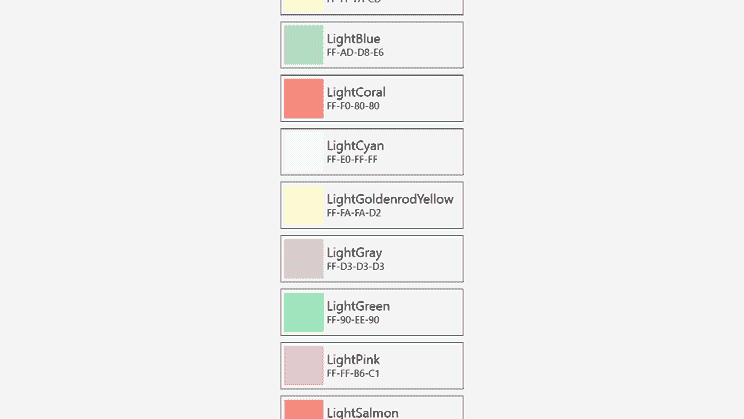 LightBlue
FF-AD-D8-E6
LightCoral
FF-F0-80-80
LightCyan
FF-E0-FF-FF
LightGoldenrodYellow
FF-FA-FA-D2
LightGray
FF-D3-D3-D3
LightGreen
FF-90-EE-90
LightPink
FF-FF-B6-C1
LightSalmon